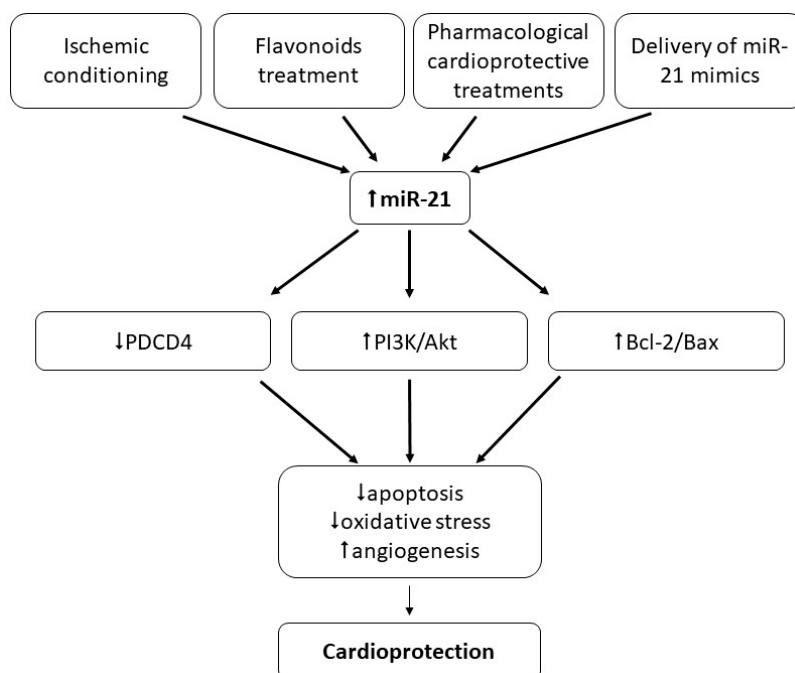 Ischemic
conditioning
Flavonoids
treatment
Pharmacological
cardioprotective
treatments
Delivery of miR-
21 mimics
↑miR-21
↓PDCD4
↑PI3K/Akt
↑Bcl-2/Bax
↓apoptosis
↓oxidative stress
↑angiogenesis
Cardioprotection